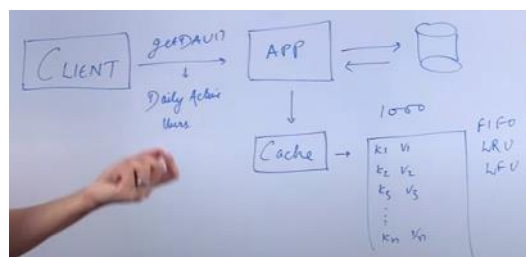 CLIENT
getDAU()
Daily Active
Users
APP
Cache
1000
K1 V1
K2 V2
K3 V3
⋮
Kn Vn
FIFO
LRU
LFU